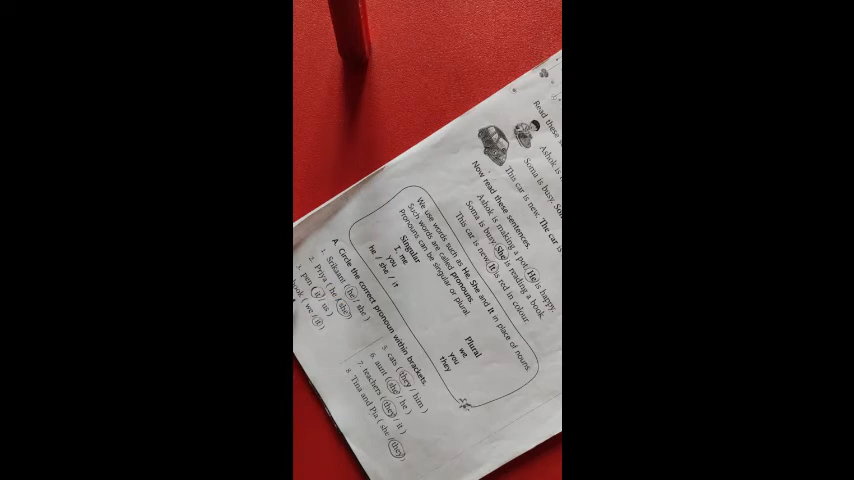 Read these
Ashok is
Soma is busy.
This car is new. The car is
Now read these sentences.
Ashok is making a pot. He is happy.
Soma is busy. She is reading a book.
This car is new. It is red in colour
We use words such as He, She and It in place of nouns.
Such words are called pronouns.
Pronouns can be singular or plural.
Singular
I, me
you
he / she / it
Plural
we
you
they
A. Circle the correct pronoun within brackets.
1. Srikant ( he / she )
2. Priya ( he / she )
3. pen ( it / us )
book ( we / it )
5. cats ( they / him )
6. aunt ( she / he )
7. teachers ( they / it )
8. Tina and Pia ( she / they )